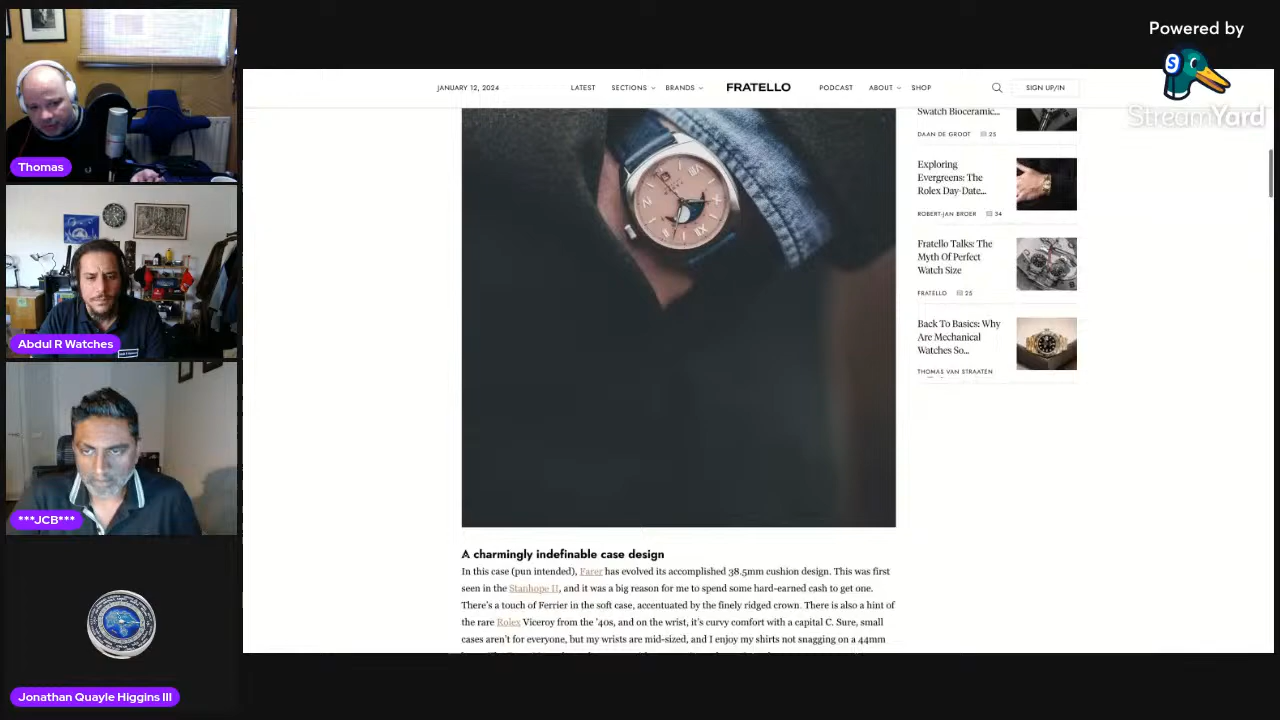 Powered by
StreamYard
Thomas
Abdul R Watches
***JCB***
Jonathan Quayle Higgins III
JANUARY 12, 2024
LATEST
SECTIONS
BRANDS
FRATELLO
PODCAST
ABOUT
SHOP
SIGN UP/IN
A charmingly indefinable case design
In this case (pun intended), Farer has evolved its accomplished 38.5mm cushion design. This was first
seen in the Stanhope II, and it was a big reason for me to spend some hard-earned cash to get one.
There's a touch of Ferrier in the soft case, accentuated by the finely ridged crown. There is also a hint of
the rare Rolex Viceroy from the '40s, and on the wrist, it's curvy comfort with a capital C. Sure, small
cases aren't for everyone, but my wrists are mid-sized, and I enjoy my shirts not snagging on a 44mm
Swatch Bioceramic...
DAAN DE GROOT 25
Exploring
Evergreens: The
Rolex Day-Date...
ROBERT-JAN BROER 34
Fratello Talks: The
Myth Of Perfect
Watch Size
FRATELLO 25
Back To Basics: Why
Are Mechanical
Watches So...
THOMAS VAN STRAATEN